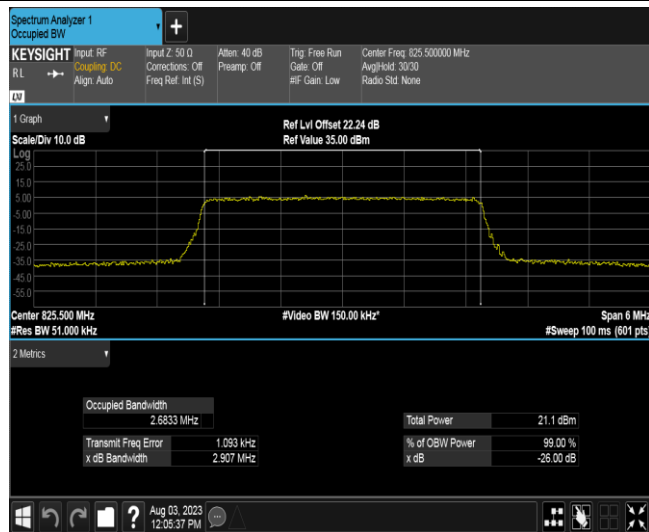 Spectrum Analyzer 1
Occupied BW
+
KEYSIGHT
RL
Input: RF
Coupling: DC
Align: Auto
Input Z: 50 Ω
Corrections: Off
Freq Ref: Int (S)
Atten: 40 dB
Preamp: Off
Trig: Free Run
Gate: Off
#IF Gain: Low
Center Freq: 825.500000 MHz
Avg|Hold: 30/30
Radio Std: None
LXI
1 Graph
Scale/Div 10.0 dB
Ref Lvl Offset 22.24 dB
Ref Value 35.00 dBm
Log
25.0
15.0
5.00
-5.00
-15.0
-25.0
-35.0
-45.0
-55.0
Center 825.500 MHz
#Video BW 150.00 kHz*
Span 6 MHz
#Res BW 51.000 kHz
#Sweep 100 ms (601 pts)
2 Metrics
Occupied Bandwidth
2.6833 MHz
Total Power 21.1 dBm
Transmit Freq Error 1.093 kHz
% of OBW Power 99.00 %
x dB Bandwidth 2.907 MHz
x dB -26.00 dB
?
Aug 03, 2023
12:05:37 PM